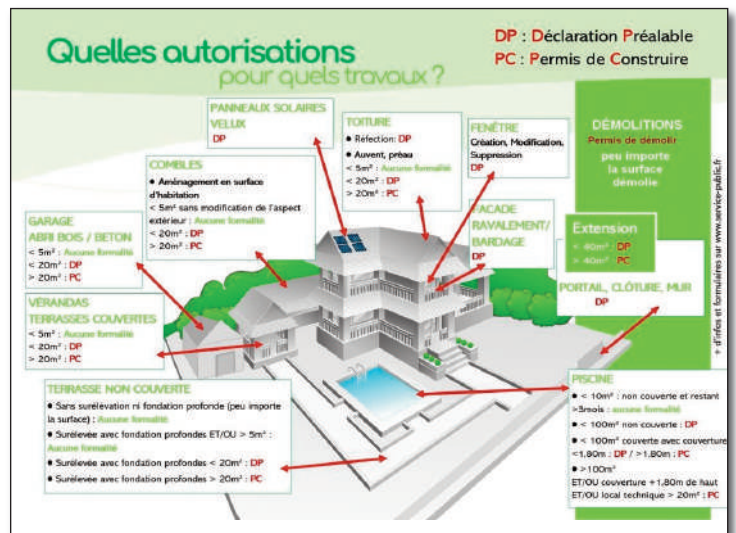 Quelles autorisations
pour quels travaux ?
DP : Déclaration Préalable
PC : Permis de Construire
PANNEAUX SOLAIRES
VELUX
DP
TOITURE
● Réfection: DP
● Auvent, préau
< 5m² : Aucune formalité
< 20m² : DP
> 20m² : PC
FENÊTRE
Création, Modification,
Suppression
DP
DÉMOLITIONS
Permis de démolir
peu importe
la surface
démolie
COMBLES
● Aménagement en surface
d'habitation
< 5m² sans modification de l'aspect
extérieur : Aucune formalité
< 20m² : DP
> 20m² : PC
FACADE
RAVALEMENT/
BARDAGE
DP
Extension
< 40m² : DP
> 40m² : PC
GARAGE
ABRI BOIS / BETON
< 5m² : Aucune formalité
< 20m² : DP
> 20m² : PC
PORTAIL, CLÔTURE, MUR
DP
VÉRANDAS
TERRASSES COUVERTES
< 5m² : Aucune formalité
< 20m² : DP
> 20m² : PC
TERRASSE NON COUVERTE
● Sans surélévation ni fondation profonde (peu importe
la surface) : Aucune formalité
● Surélevée avec fondation profondes ET/OU > 5m² :
Aucune formalité
● Surélevée avec fondation profondes < 20m² : DP
● Surélevée avec fondation profondes > 20m² : PC
PISCINE
● < 10m² : non couverte et restant
>3mois : aucune formalité
● < 100m² non couverte : DP
● < 100m² couverte avec couverture
<1,80m : DP / >1,80m : PC
● >100m²
ET/OU couverture +1,80m de haut
ET/OU local technique > 20m² : PC
+ d'infos et formulaires sur www.service-public.fr